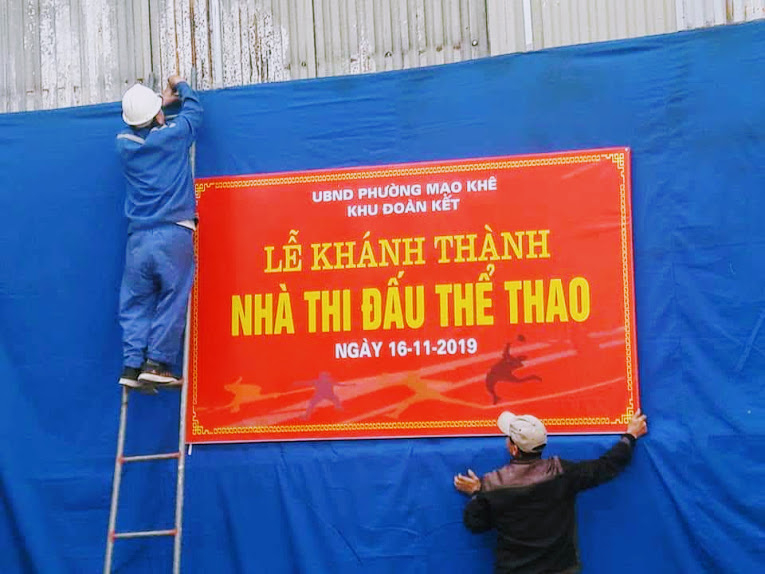 UBND PHƯỜNG MẠO KHÊ
KHU ĐOÀN KẾT
LỄ KHÁNH THÀNH
NHÀ THI ĐẤU THỂ THAO
NGÀY 16-11-2019